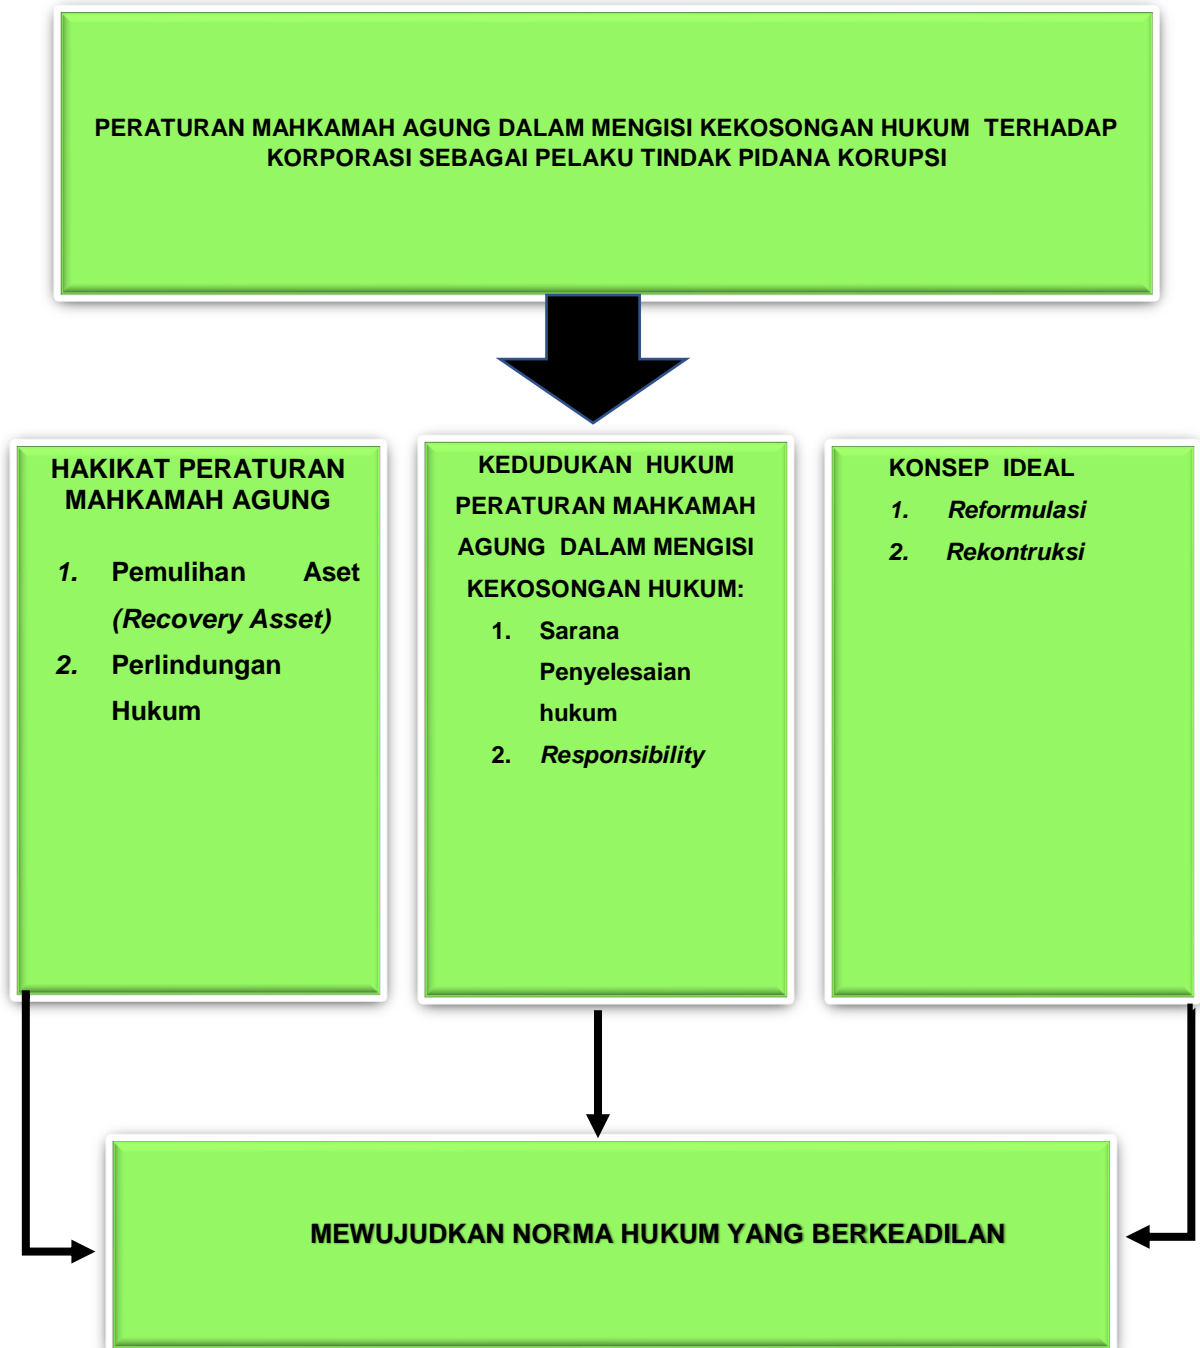 PERATURAN MAHKAMAH AGUNG DALAM MENGISI KEKOSONGAN HUKUM TERHADAP
KORPORASI SEBAGAI PELAKU TINDAK PIDANA KORUPSI
HAKIKAT PERATURAN
MAHKAMAH AGUNG
1. Pemulihan Aset
(Recovery Asset)
2. Perlindungan
Hukum
KEDUDUKAN HUKUM
PERATURAN MAHKAMAH
AGUNG DALAM MENGISI
KEKOSONGAN HUKUM:
1. Sarana
Penyelesaian
hukum
2. Responsibility
KONSEP IDEAL
1. Reformulasi
2. Rekontruksi
MEWUJUDKAN NORMA HUKUM YANG BERKEADILAN